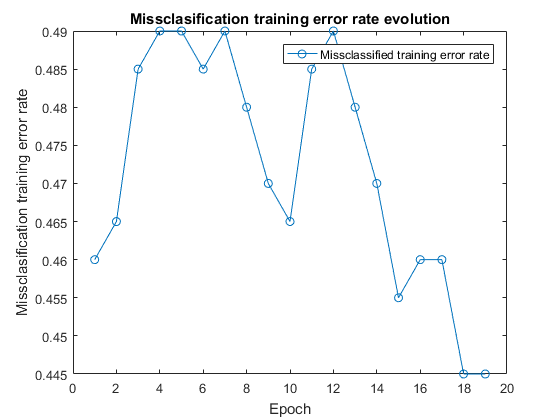 Missclasification training error rate evolution
Missclassified training error rate
Missclasification training error rate
0.49
0.485
0.48
0.475
0.47
0.465
0.46
0.455
0.45
0.445
0 2 4 6 8 10 12 14 16 18 20
Epoch